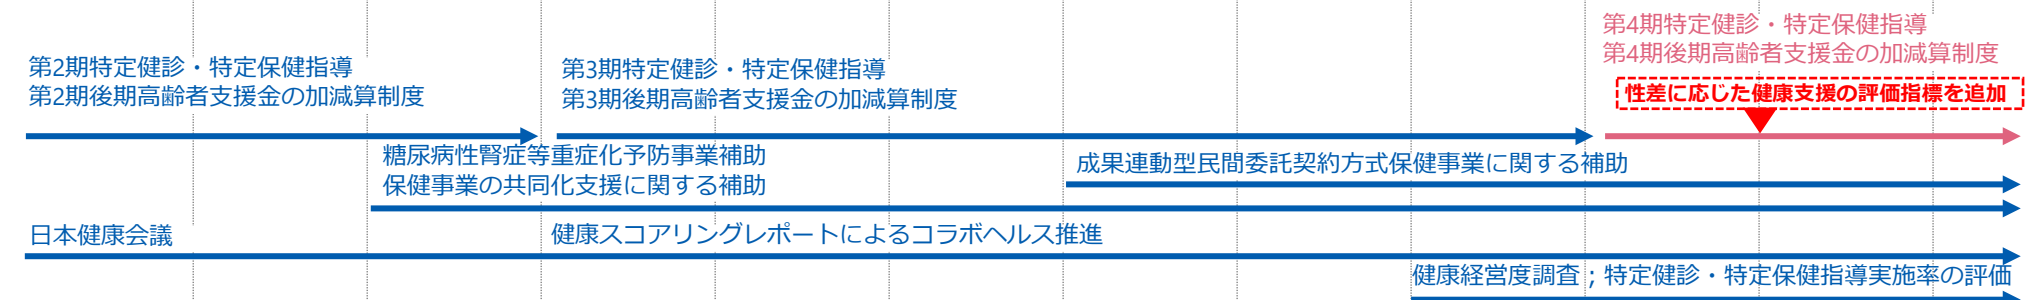 第2期特定健診・特定保健指導
第2期後期高齢者支援金の加減算制度
第3期特定健診・特定保健指導
第3期後期高齢者支援金の加減算制度
第4期特定健診・特定保健指導
第4期後期高齢者支援金の加減算制度
性差に応じた健康支援の評価指標を追加
糖尿病性腎症等重症化予防事業補助
保健事業の共同化支援に関する補助
成果連動型民間委託契約方式保健事業に関する補助
日本健康会議
健康スコアリングレポートによるコラボヘルス推進
健康経営度調査；特定健診・特定保健指導実施率の評価